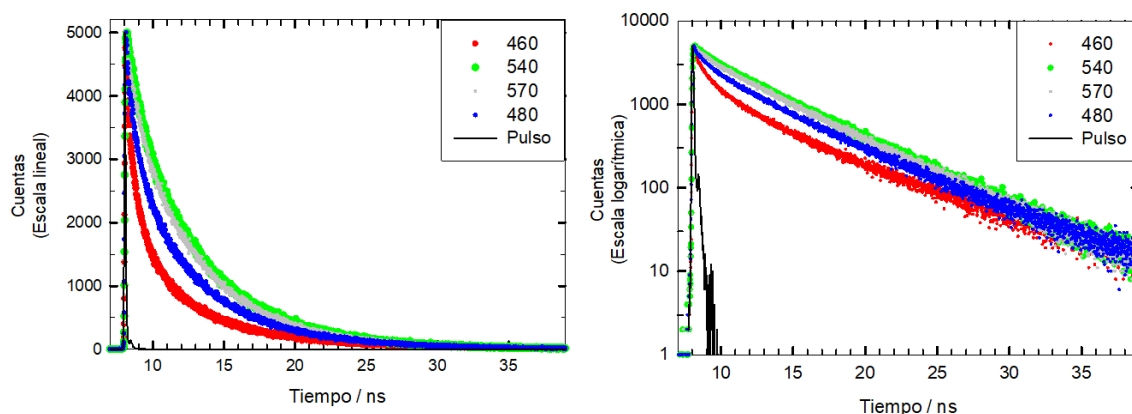 5000
4000
3000
2000
1000
0
Cuentas
(Escala lineal)
10 15 20 25 30 35
Tiempo / ns
460
540
570
480
Pulso
10000
1000
100
10
1
Cuentas
(Escala logarítmica)
10 15 20 25 30 35
Tiempo / ns
460
540
570
480
Pulso